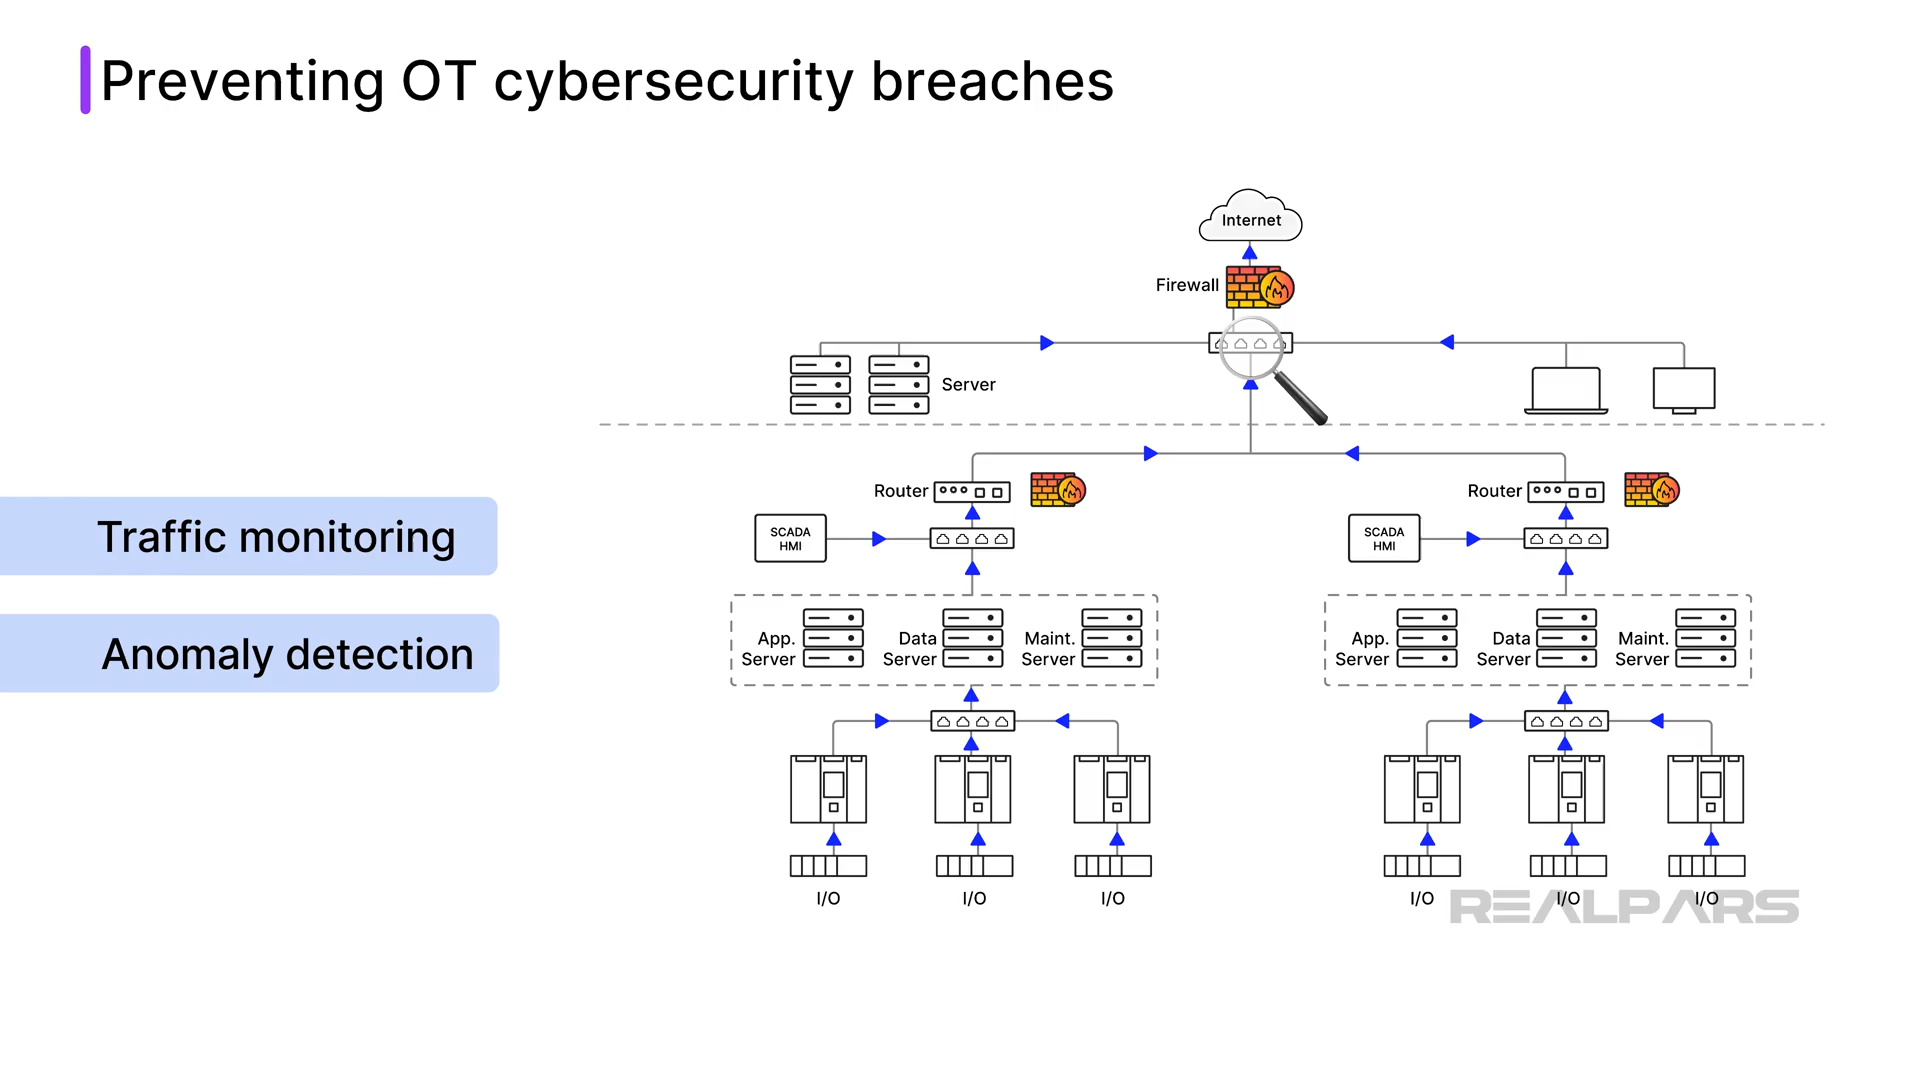 Preventing OT cybersecurity breaches
Internet
Firewall
Server
Traffic monitoring
Anomaly detection
Router
SCADA
HMI
App.
Server
Data
Server
Maint.
Server
I/O
I/O
I/O
Router
SCADA
HMI
App.
Server
Data
Server
Maint.
Server
I/O
I/O
I/O
REALPARS